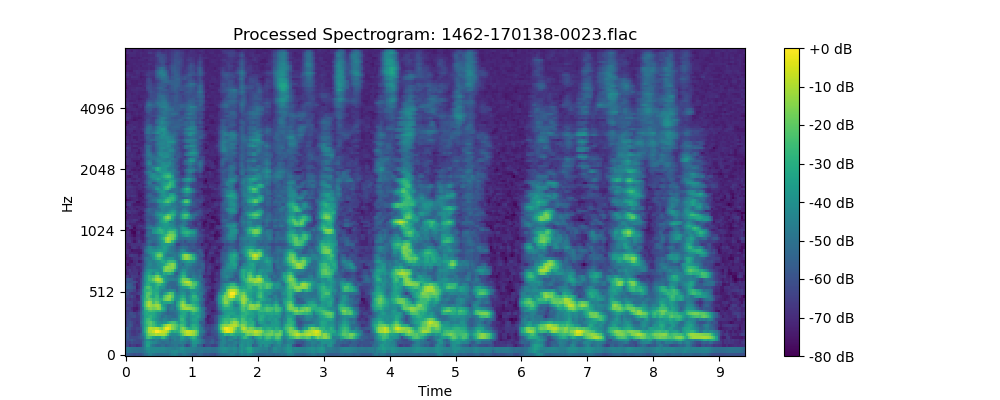 Processed Spectrogram: 1462-170138-0023.flac
Hz
4096
2048
1024
512
0
0 1 2 3 4 5 6 7 8 9
Time
+0 dB
-10 dB
-20 dB
-30 dB
-40 dB
-50 dB
-60 dB
-70 dB
-80 dB